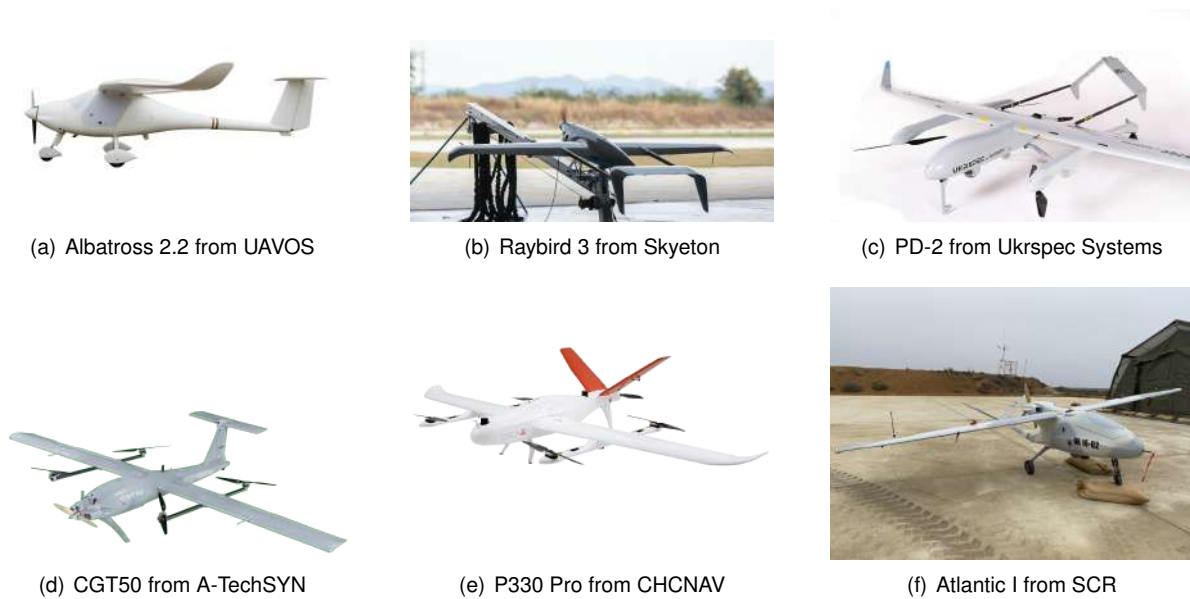 (a) Albatross 2.2 from UAVOS
(b) Raybird 3 from Skyeton
(c) PD-2 from Ukrspec Systems
(d) CGT50 from A-TechSYN
(e) P330 Pro from CHCNAV
(f) Atlantic I from SCR